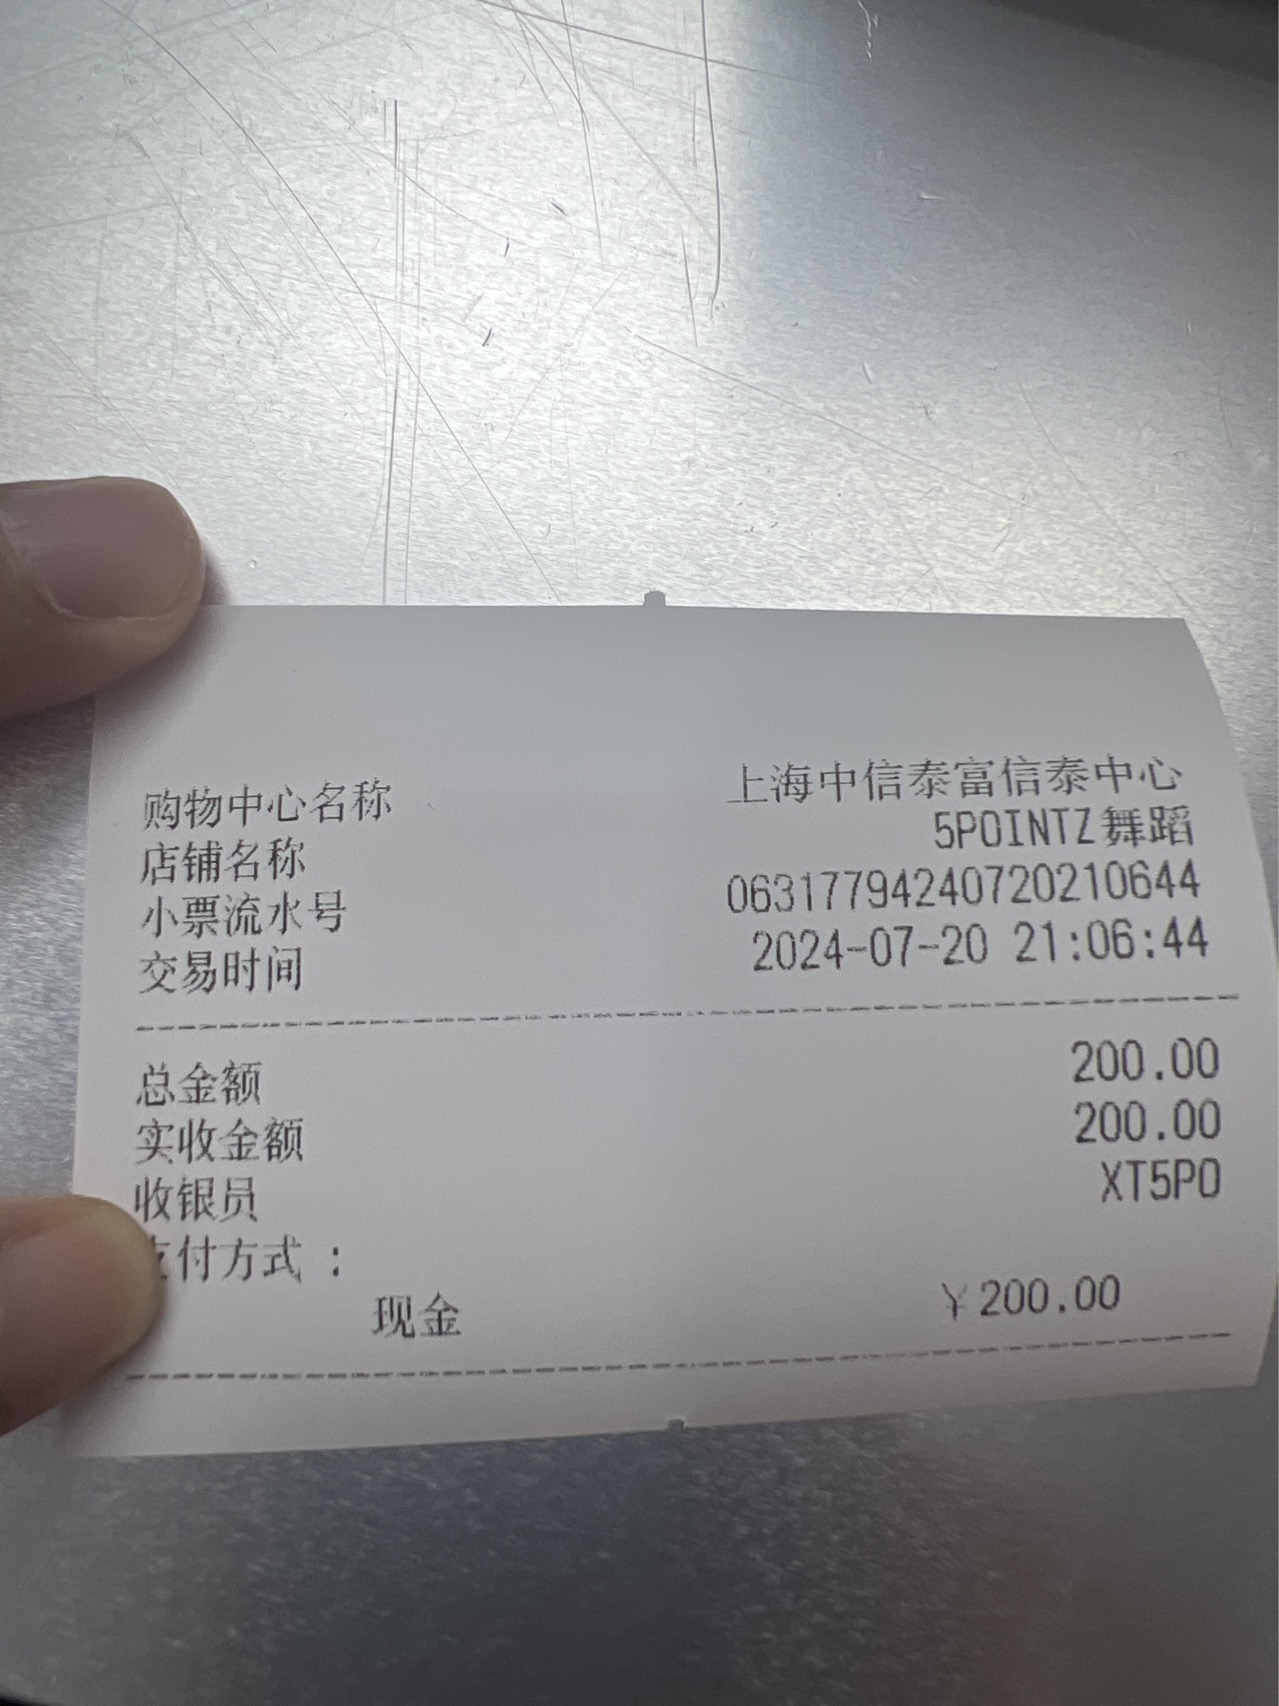 购物中心名称 上海中信泰富信泰中心
店铺名称 5POINTZ舞蹈
小票流水号 06317794240720210644
交易时间 2024-07-20 21:06:44
总金额 200.00
实收金额 200.00
收银员 XT5PO
支付方式：
现金 ￥200.00